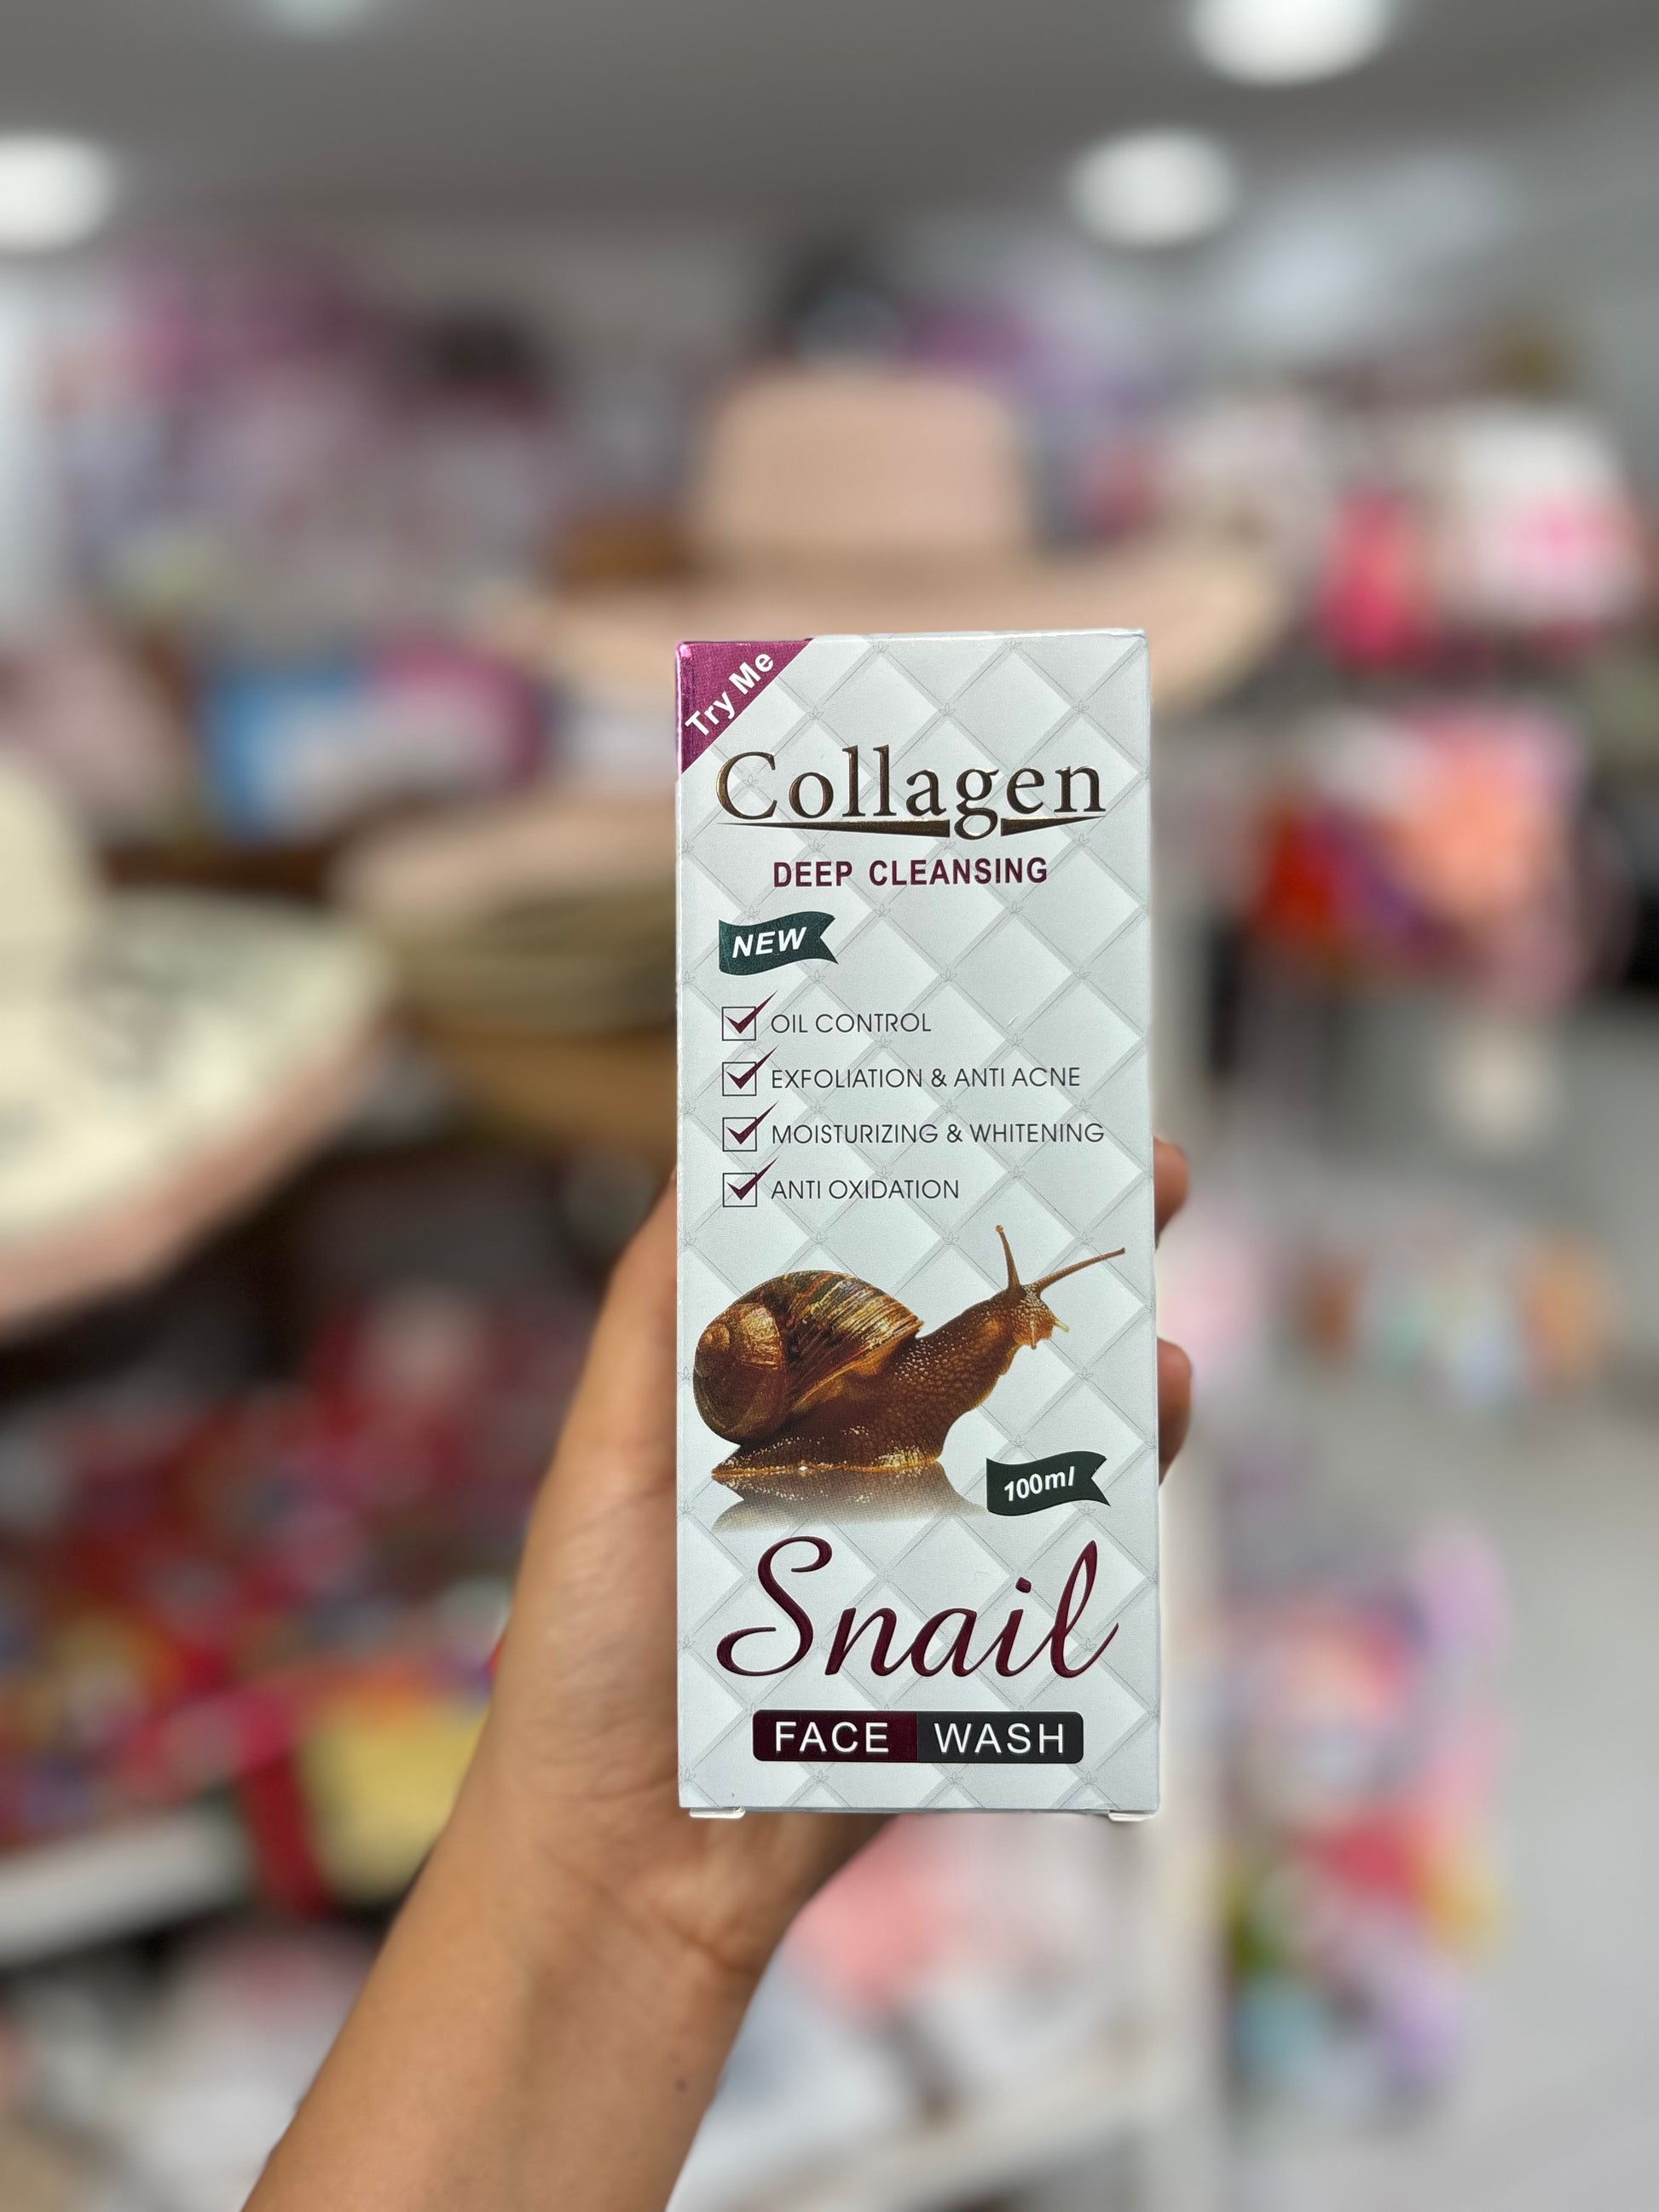 Try Me
Collagen
DEEP CLEANSING
NEW
OIL CONTROL
EXFOLIATION & ANTI ACNE
MOISTURIZING & WHITENING
ANTI OXIDATION
100ml
Snail
FACE WASH